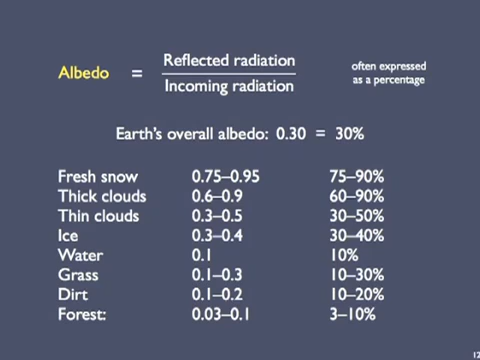 Albedo = Reflected radiation / Incoming radiation often expressed as a percentage
Earth's overall albedo: 0.30 = 30%
Fresh snow 0.75–0.95 75–90%
Thick clouds 0.6–0.9 60–90%
Thin clouds 0.3–0.5 30–50%
Ice 0.3–0.4 30–40%
Water 0.1 10%
Grass 0.1–0.3 10–30%
Dirt 0.1–0.2 10–20%
Forest: 0.03–0.1 3–10%
12